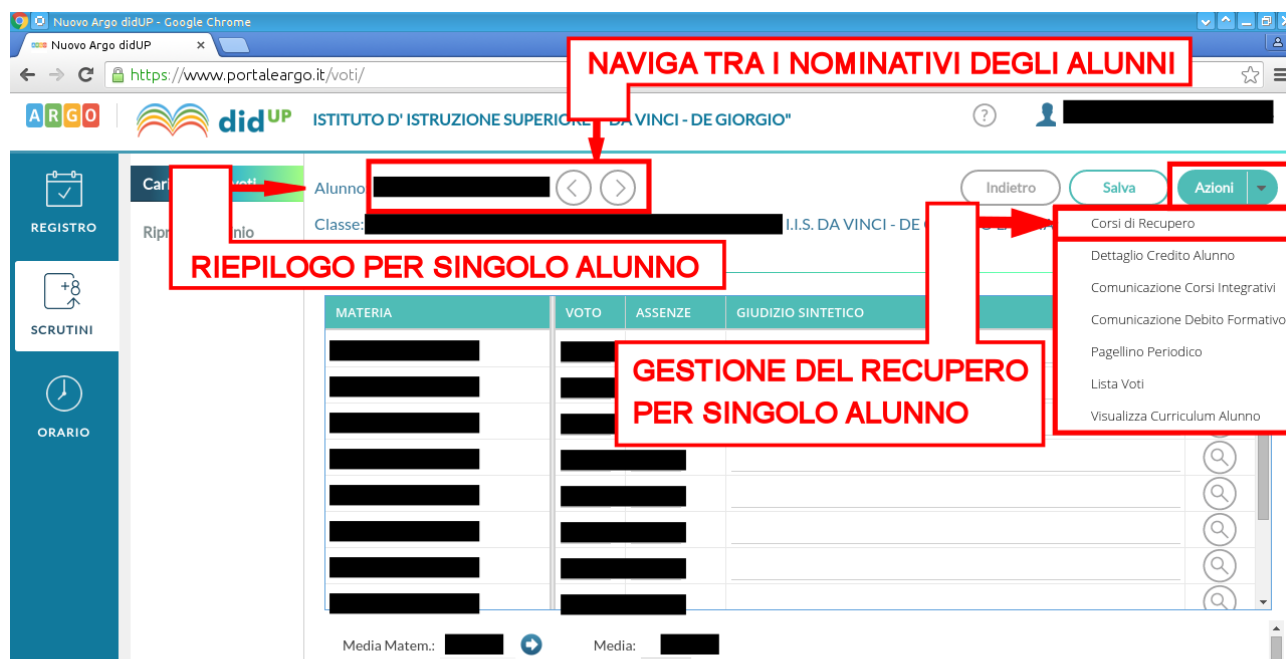 Nuovo Argo didUP - Google Chrome
Nuovo Argo didUP ×
https://www.portaleargo.it/voti/
NAVIGA TRA I NOMINATIVI DEGLI ALUNNI
ARGO didUP ISTITUTO D' ISTRUZIONE SUPERIORE VINCI - DE GIORGIO" ?
REGISTRO
SCRUTINI
ORARIO
Alunno
Indietro Salva Azioni
Classe: I.I.S. DA VINCI - DE
RIEPILOGO PER SINGOLO ALUNNO
Corsi di Recupero
Dettaglio Credito Alunno
Comunicazione Corsi Integrativi
Comunicazione Debito Formativo
Pagellino Periodico
Lista Voti
Visualizza Curriculum Alunno
MATERIA VOTO ASSENZE GIUDIZIO SINTETICO
GESTIONE DEL RECUPERO
PER SINGOLO ALUNNO
Media Matem.: Media: